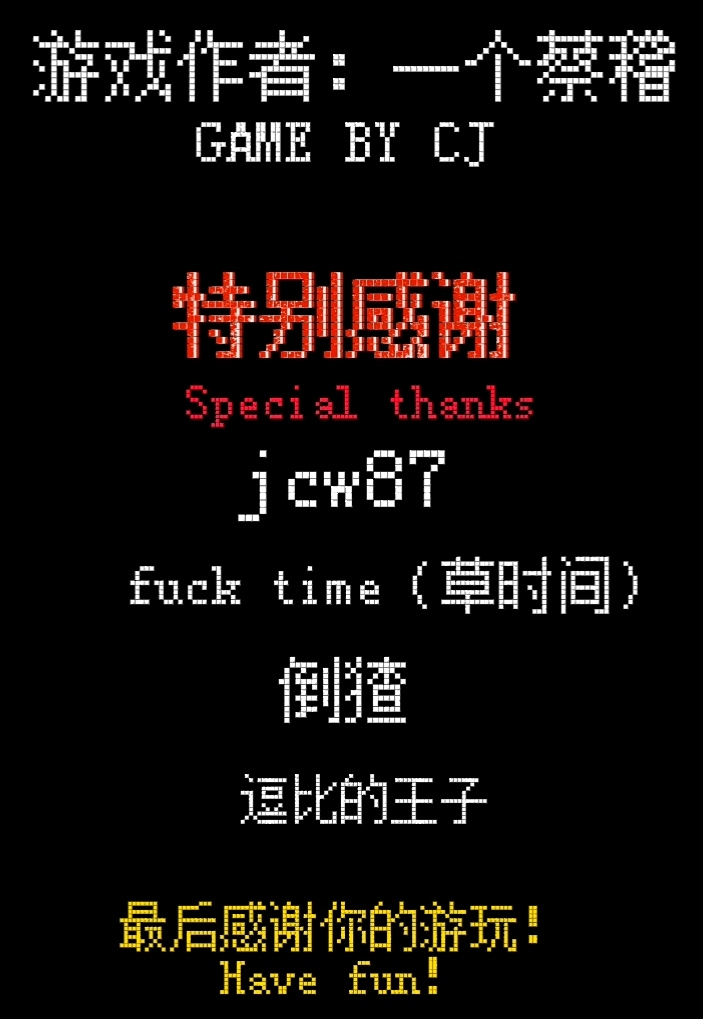 游戏作者：一个蔡稽
GAME BY CJ
特别感谢
Special thanks
jcw87
fuck time (草时间)
倒猹
逗比的王子
最后感谢你的游玩!
Have fun!